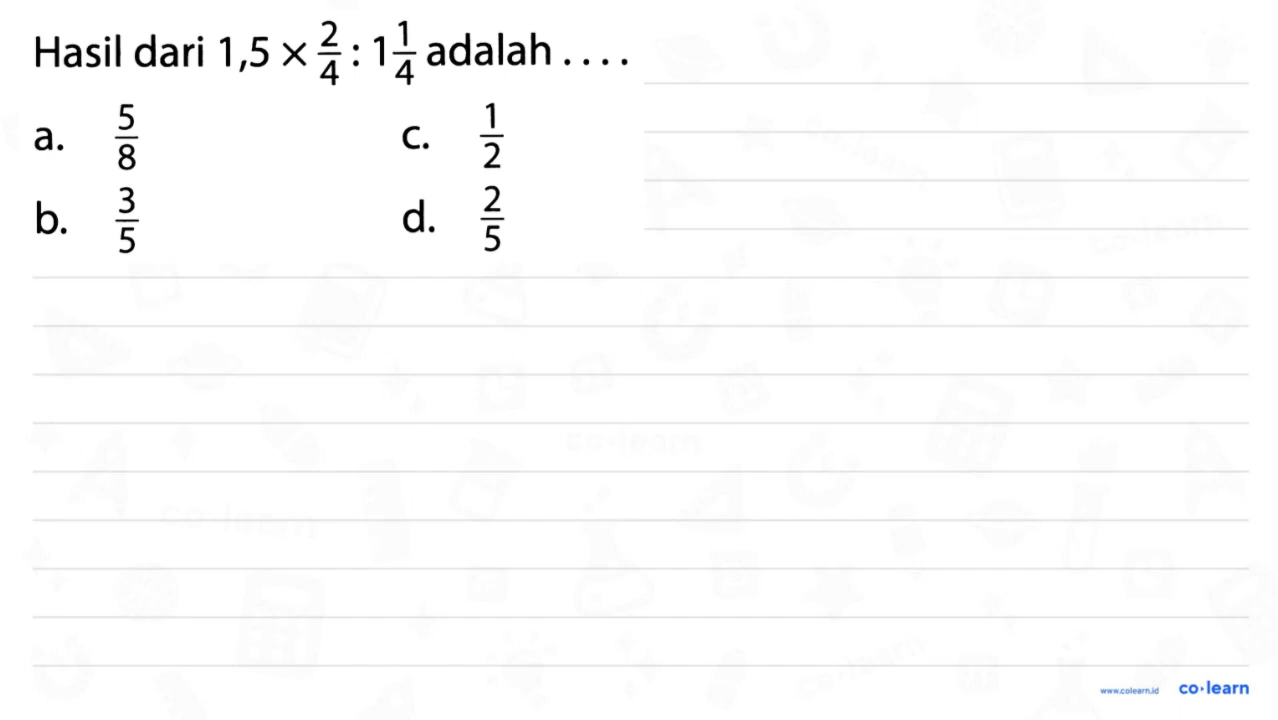 Hasil dari 1,5 × 2/4 : 1 1/4 adalah . . . .
a. 5/8 c. 1/2
b. 3/5 d. 2/5
www.colearn.id co·learn